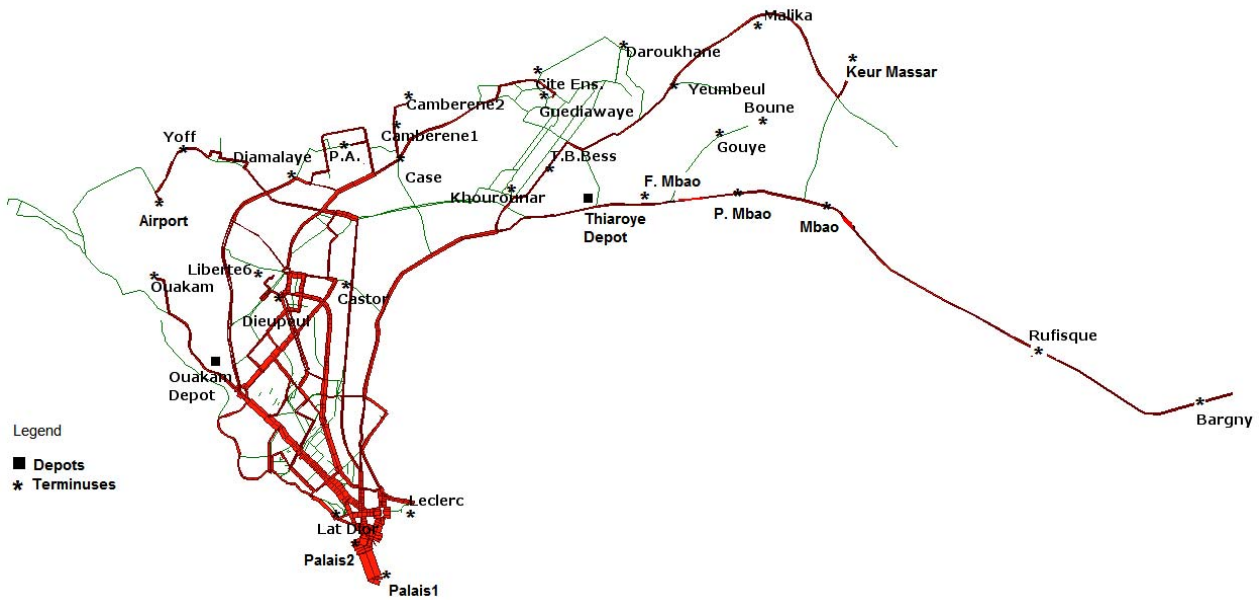 Malika
Daroukhane
Keur Massar
Cite Ens.
Yeumbeul
Camberene2
Guediawaye
Boune
Camberene1
Yoff
Gouye
Diamalaye
P.A.
T.B.Bess
Case
F. Mbao
Khourounar
Airport
Thiaroye
Depot
P. Mbao
Mbao
Liberte6
Ouakam
Castor
Dieupeul
Rufisque
Ouakam
Depot
Bargny
Legend
Depots
Terminuses
Leclerc
Lat Dior
Palais2
Palais1